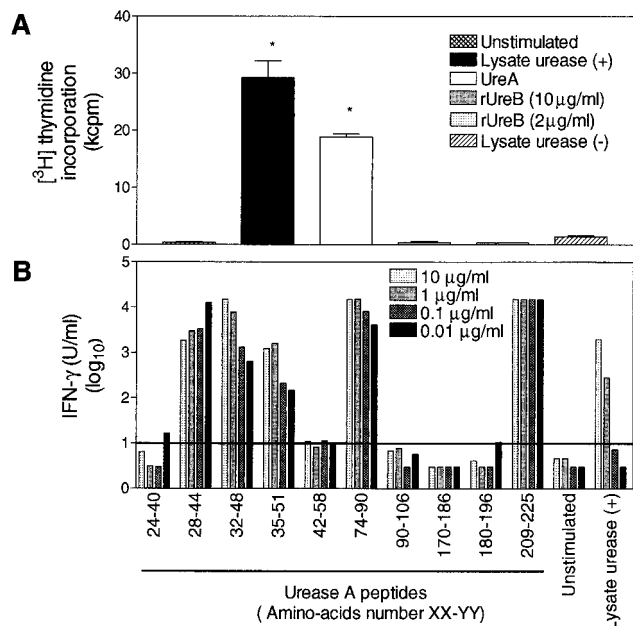 A
[³H] thymidine
incorporation
(kcpm)
40
30
20
10
0
*
*
Unstimulated
Lysate urease (+)
UreA
rUreB (10µg/ml)
rUreB (2µg/ml)
Lysate urease (-)
B
IFN-γ (U/ml)
(log₁₀)
5
4
3
2
1
0
10 µg/ml
1 µg/ml
0.1 µg/ml
0.01 µg/ml
24-40
28-44
32-48
35-51
42-58
74-90
90-106
170-186
180-196
209-225
Unstimulated
Lysate urease (+)
Urease A peptides
( Amino-acids number XX-YY)